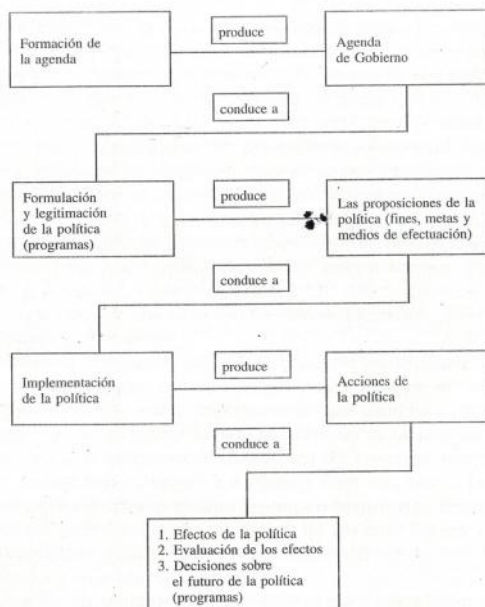 Formación de
la agenda
produce
Agenda
de Gobierno
conduce a
Formulación
y legitimación
de la política
(programas)
produce
Las proposiciones de la
política (fines, metas y
medios de efectuación)
conduce a
Implementación
de la política
produce
Acciones de
la política
conduce a
1. Efectos de la política
2. Evaluación de los efectos
3. Decisiones sobre
el futuro de la política
(programas)